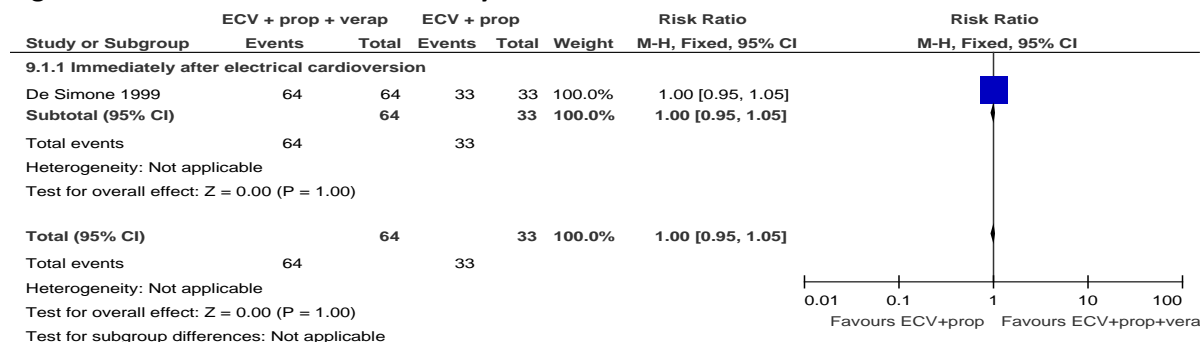 ECV + prop + verap ECV + prop Risk Ratio Risk Ratio
Study or Subgroup Events Total Events Total Weight M-H, Fixed, 95% CI M-H, Fixed, 95% CI
9.1.1 Immediately after electrical cardioversion
De Simone 1999 64 64 33 33 100.0% 1.00 [0.95, 1.05]
Subtotal (95% CI) 64 33 100.0% 1.00 [0.95, 1.05]
Total events 64 33
Heterogeneity: Not applicable
Test for overall effect: Z = 0.00 (P = 1.00)
Total (95% CI) 64 33 100.0% 1.00 [0.95, 1.05]
Total events 64 33
Heterogeneity: Not applicable
Test for overall effect: Z = 0.00 (P = 1.00)
Test for subgroup differences: Not applicable
0.01 0.1 1 10 100
Favours ECV+prop Favours ECV+prop+vera